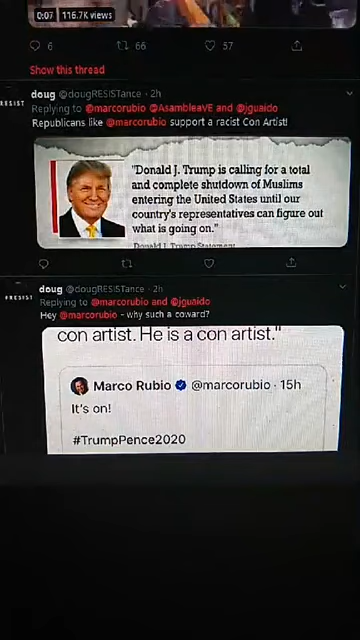 0:07 | 116.7K views
6 66 57
Show this thread
doug @dougRESISTance · 2h
RESIST
Replying to @marcorubio @AsambleaVE and @jguaido
Republicans like @marcorubio support a racist Con Artist!
"Donald J. Trump is calling for a total
and complete shutdown of Muslims
entering the United States until our
country's representatives can figure out
what is going on."
Donald J. Trump Statement
doug @dougRESISTance · 2h
#RESIST
Replying to @marcorubio and @jguaido
Hey @marcorubio - why such a coward?
con artist. He is a con artist."
Marco Rubio @marcorubio · 15h
It's on!
#TrumpPence2020